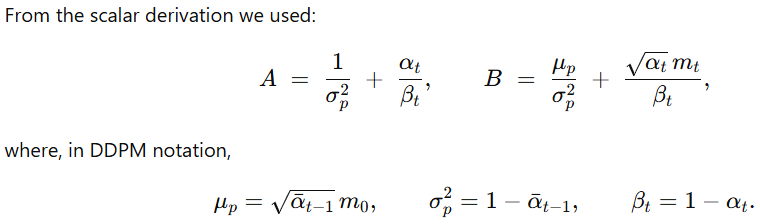 From the scalar derivation we used:
A = 1/σ_p^2 + α_t/β_t, B = μ_p/σ_p^2 + √α_t m_t/β_t,
where, in DDPM notation,
μ_p = √ᾱ_{t−1} m_0, σ_p^2 = 1 − ᾱ_{t−1}, β_t = 1 − α_t.